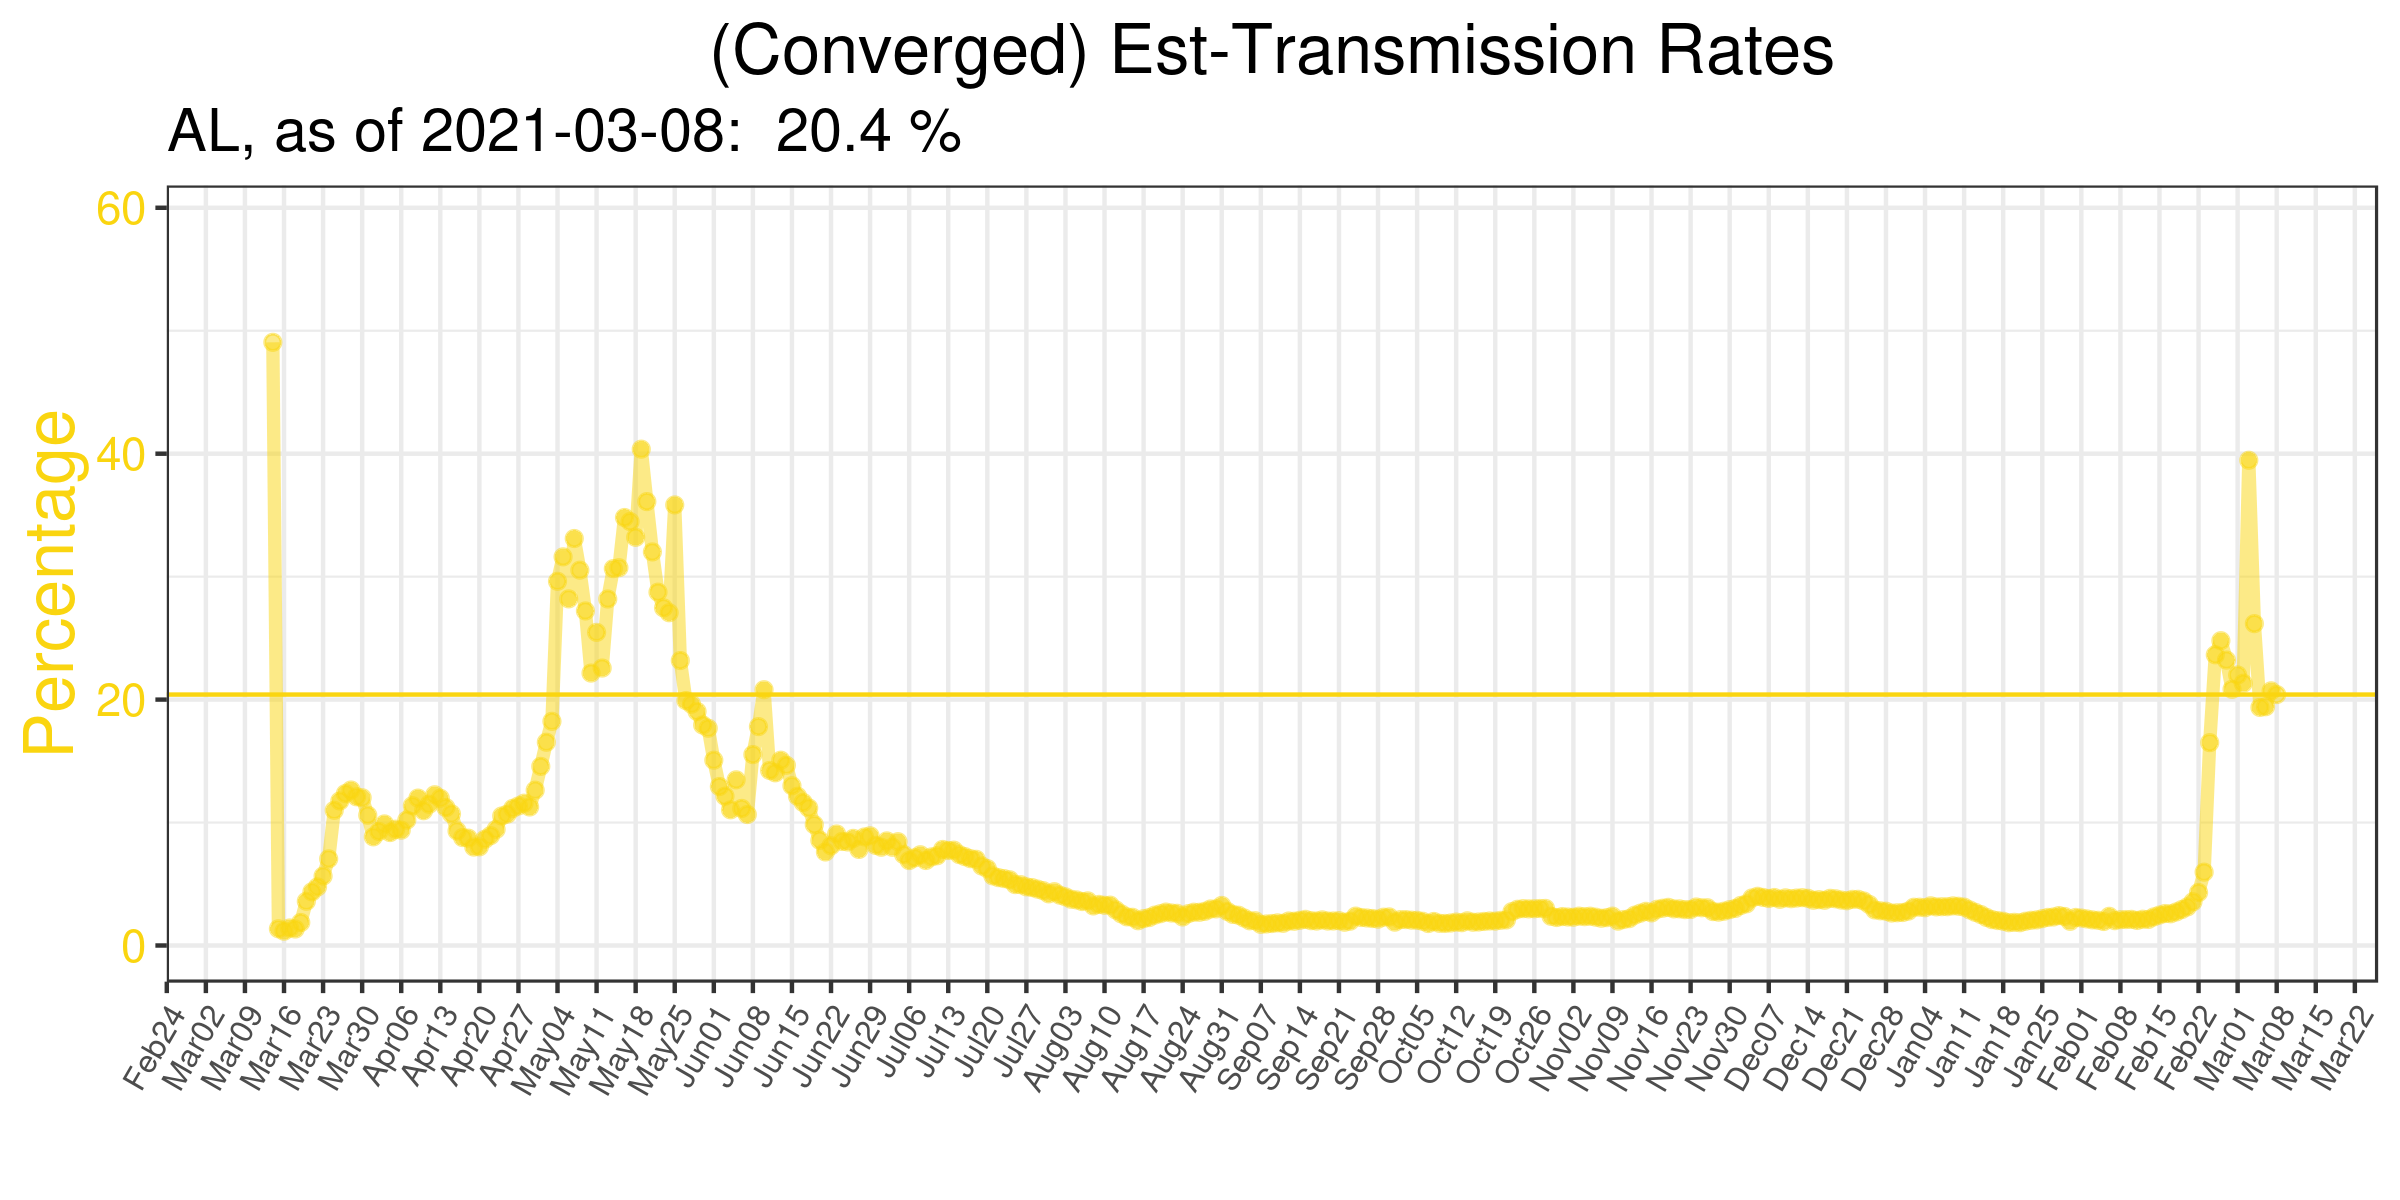 (Converged) Est-Transmission Rates
AL, as of 2021-03-08:  20.4 %
Percentage
60
40
20
0
Feb24
Mar02
Mar09
Mar16
Mar23
Mar30
Apr06
Apr13
Apr20
Apr27
May04
May11
May18
May25
Jun01
Jun08
Jun15
Jun22
Jun29
Jul06
Jul13
Jul20
Jul27
Aug03
Aug10
Aug17
Aug24
Aug31
Sep07
Sep14
Sep21
Sep28
Oct05
Oct12
Oct19
Oct26
Nov02
Nov09
Nov16
Nov23
Nov30
Dec07
Dec14
Dec21
Dec28
Jan04
Jan11
Jan18
Jan25
Feb01
Feb08
Feb15
Feb22
Mar01
Mar08
Mar15
Mar22